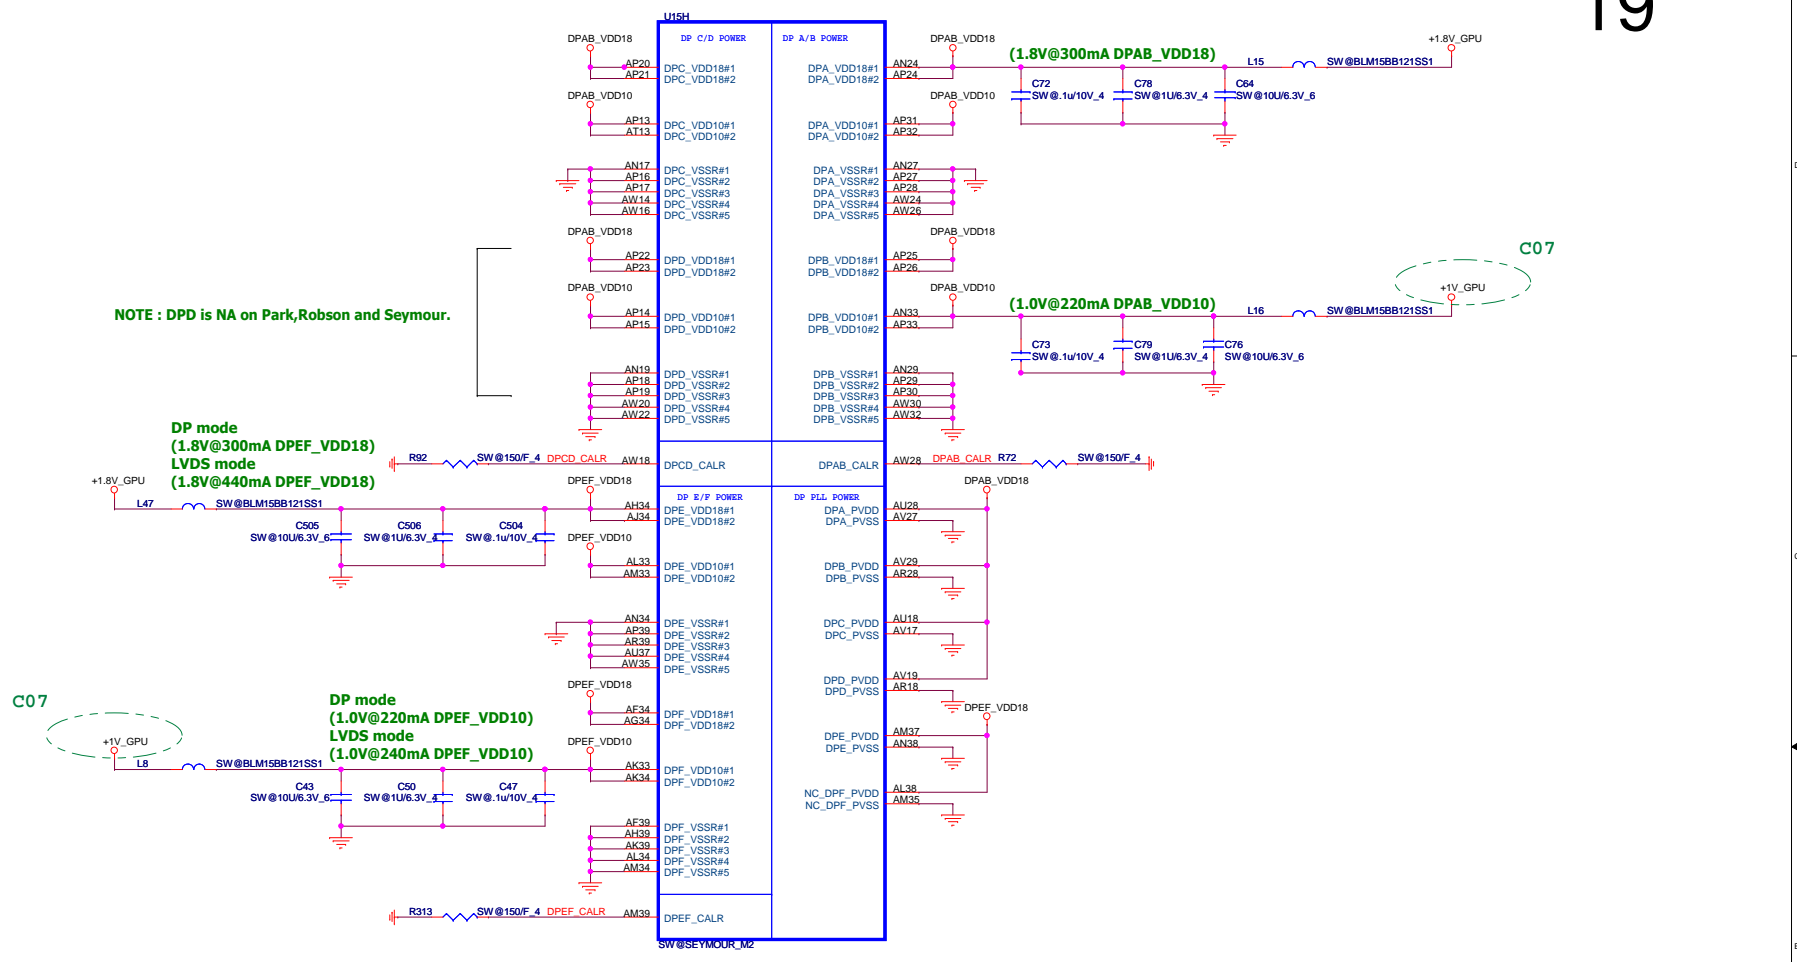 19
U15H
DP C/D POWER
DP A/B POWER
DPAB_VDD18
AP20 DPC_VDD18#1
AP21 DPC_VDD18#2
DPAB_VDD10
AP13 DPC_VDD10#1
AT13 DPC_VDD10#2
AN17 DPC_VSSR#1
AP16 DPC_VSSR#2
AP17 DPC_VSSR#3
AW14 DPC_VSSR#4
AW16 DPC_VSSR#5
DPAB_VDD18
AP22 DPD_VDD18#1
AP23 DPD_VDD18#2
DPAB_VDD10
AP14 DPD_VDD10#1
AP15 DPD_VDD10#2
NOTE : DPD is NA on Park,Robson and Seymour.
AN19 DPD_VSSR#1
AP18 DPD_VSSR#2
AP19 DPD_VSSR#3
AW20 DPD_VSSR#4
AW22 DPD_VSSR#5
DPAB_VDD18
DPA_VDD18#1 AN24
DPA_VDD18#2 AP24
(1.8V@300mA DPAB_VDD18)
L15 SW@BLM15BB121SS1
+1.8V_GPU
C72
SW@.1u/10V_4
C78
SW@1U/6.3V_4
C64
SW@10U/6.3V_6
DPAB_VDD10
DPA_VDD10#1 AP31
DPA_VDD10#2 AP32
DPA_VSSR#1 AN27
DPA_VSSR#2 AP27
DPA_VSSR#3 AP28
DPA_VSSR#4 AW24
DPA_VSSR#5 AW26
DPAB_VDD18
DPB_VDD18#1 AP25
DPB_VDD18#2 AP26
DPAB_VDD10
DPB_VDD10#1 AN33
DPB_VDD10#2 AP33
(1.0V@220mA DPAB_VDD10)
L16 SW@BLM15BB121SS1
C07
+1V_GPU
C73
SW@.1u/10V_4
C79
SW@1U/6.3V_4
C76
SW@10U/6.3V_6
DPB_VSSR#1 AN29
DPB_VSSR#2 AP29
DPB_VSSR#3 AP30
DPB_VSSR#4 AW30
DPB_VSSR#5 AW32
R92 SW@150/F_4 DPCD_CALR AW18 DPCD_CALR
DPAB_CALR AW28 DPAB_CALR R72 SW@150/F_4
DP mode
(1.8V@300mA DPEF_VDD18)
LVDS mode
(1.8V@440mA DPEF_VDD18)
+1.8V_GPU
L47 SW@BLM15BB121SS1
C505
SW@10U/6.3V_6
C506
SW@1U/6.3V_4
C504
SW@.1u/10V_4
DP E/F POWER
DP PLL POWER
DPEF_VDD18
AH34 DPE_VDD18#1
AJ34 DPE_VDD18#2
DPEF_VDD10
AL33 DPE_VDD10#1
AM33 DPE_VDD10#2
AN34 DPE_VSSR#1
AP39 DPE_VSSR#2
AR39 DPE_VSSR#3
AU37 DPE_VSSR#4
AW35 DPE_VSSR#5
DPEF_VDD18
AF34 DPF_VDD18#1
AG34 DPF_VDD18#2
DPEF_VDD10
AK33 DPF_VDD10#1
AK34 DPF_VDD10#2
C07
+1V_GPU
DP mode
(1.0V@220mA DPEF_VDD10)
LVDS mode
(1.0V@240mA DPEF_VDD10)
L8 SW@BLM15BB121SS1
C43
SW@10U/6.3V_6
C50
SW@1U/6.3V_4
C47
SW@.1u/10V_4
AF39 DPF_VSSR#1
AH39 DPF_VSSR#2
AK39 DPF_VSSR#3
AL34 DPF_VSSR#4
AM34 DPF_VSSR#5
R313 SW@150/F_4 DPEF_CALR AM39 DPEF_CALR
DPAB_VDD18
DPA_PVDD AU28
DPA_PVSS AV27
DPB_PVDD AV29
DPB_PVSS AR28
DPC_PVDD AU18
DPC_PVSS AV17
DPD_PVDD AV19
DPD_PVSS AR18
DPEF_VDD18
DPE_PVDD AM37
DPE_PVSS AN38
NC_DPF_PVDD AL38
NC_DPF_PVSS AM35
SW@SEYMOUR_M2